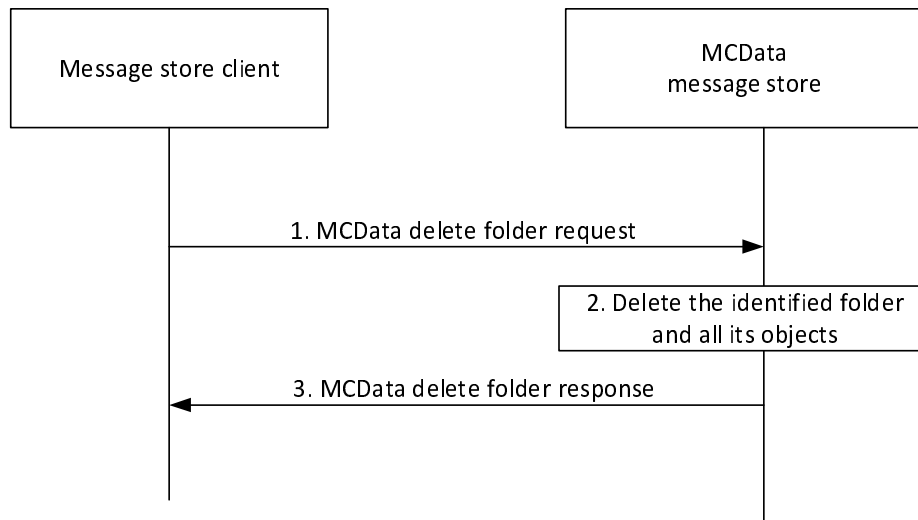 Message store client
MCData
message store
1. MCData delete folder request
2. Delete the identified folder
and all its objects
3. MCData delete folder response